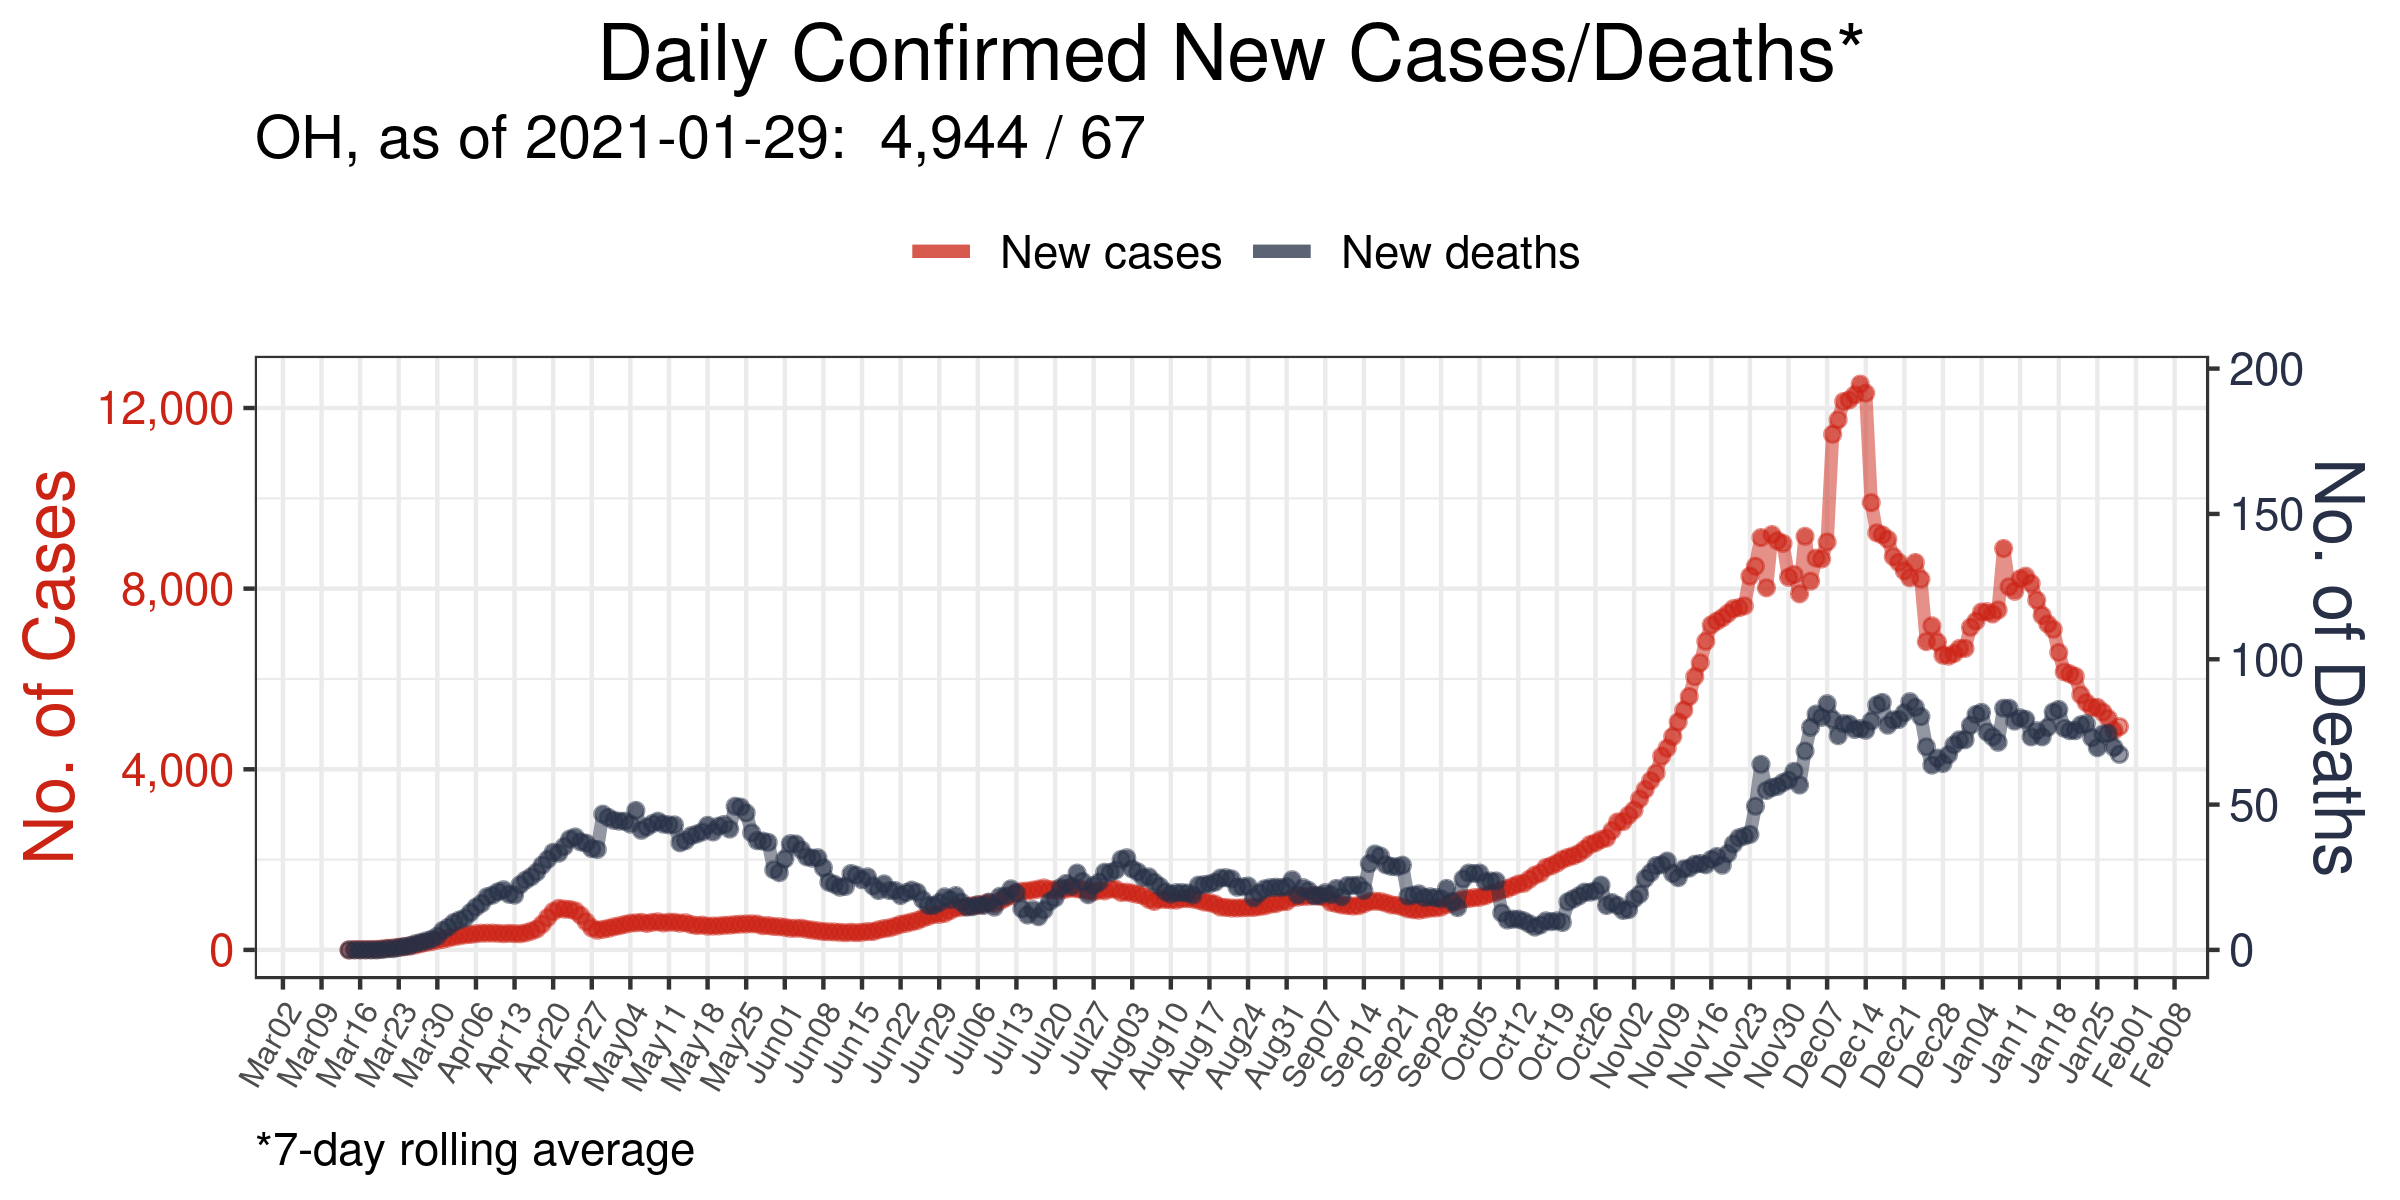 Daily Confirmed New Cases/Deaths*
OH, as of 2021-01-29:  4,944 / 67
New cases
New deaths
No. of Cases
12,000
8,000
4,000
0
200
150
100
50
0
No. of Deaths
Mar02
Mar09
Mar16
Mar23
Mar30
Apr06
Apr13
Apr20
Apr27
May04
May11
May18
May25
Jun01
Jun08
Jun15
Jun22
Jun29
Jul06
Jul13
Jul20
Jul27
Aug03
Aug10
Aug17
Aug24
Aug31
Sep07
Sep14
Sep21
Sep28
Oct05
Oct12
Oct19
Oct26
Nov02
Nov09
Nov16
Nov23
Nov30
Dec07
Dec14
Dec21
Dec28
Jan04
Jan11
Jan18
Jan25
Feb01
Feb08
*7-day rolling average